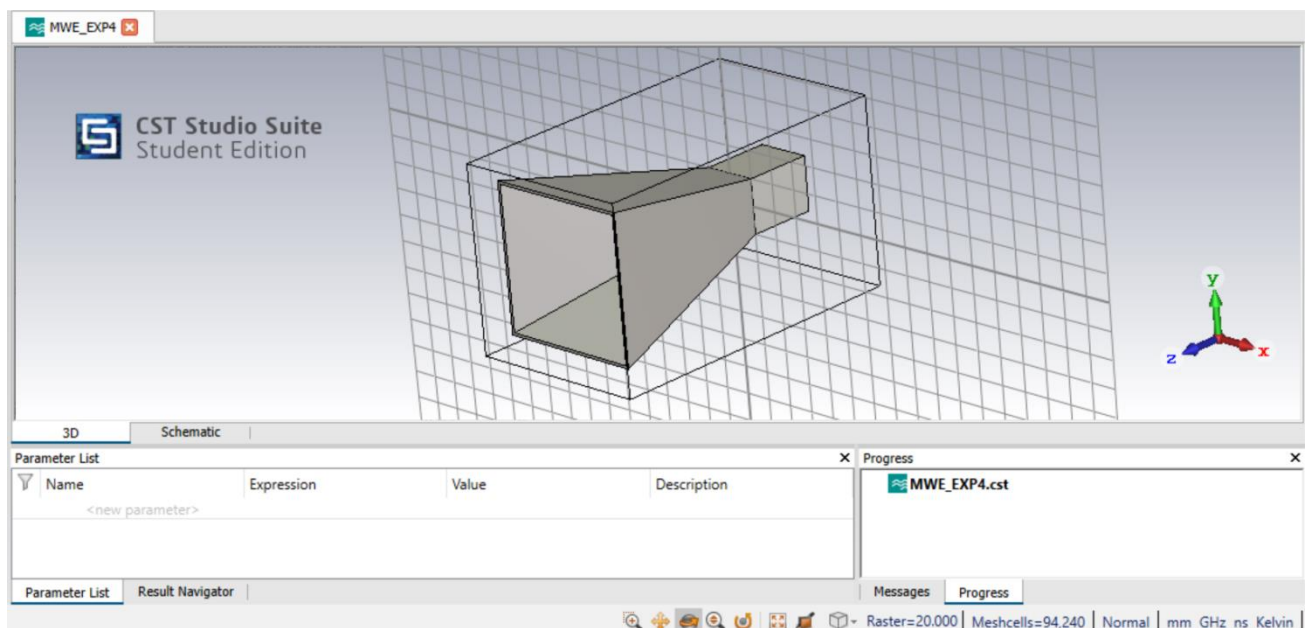 MWE_EXP4
CST Studio Suite
Student Edition
y
z
x
3D Schematic
Parameter List
Name Expression Value Description
<new parameter>
Parameter List Result Navigator
Progress
MWE_EXP4.cst
Messages Progress
Raster=20.000 Meshcells=94,240 Normal mm GHz ns Kelvin